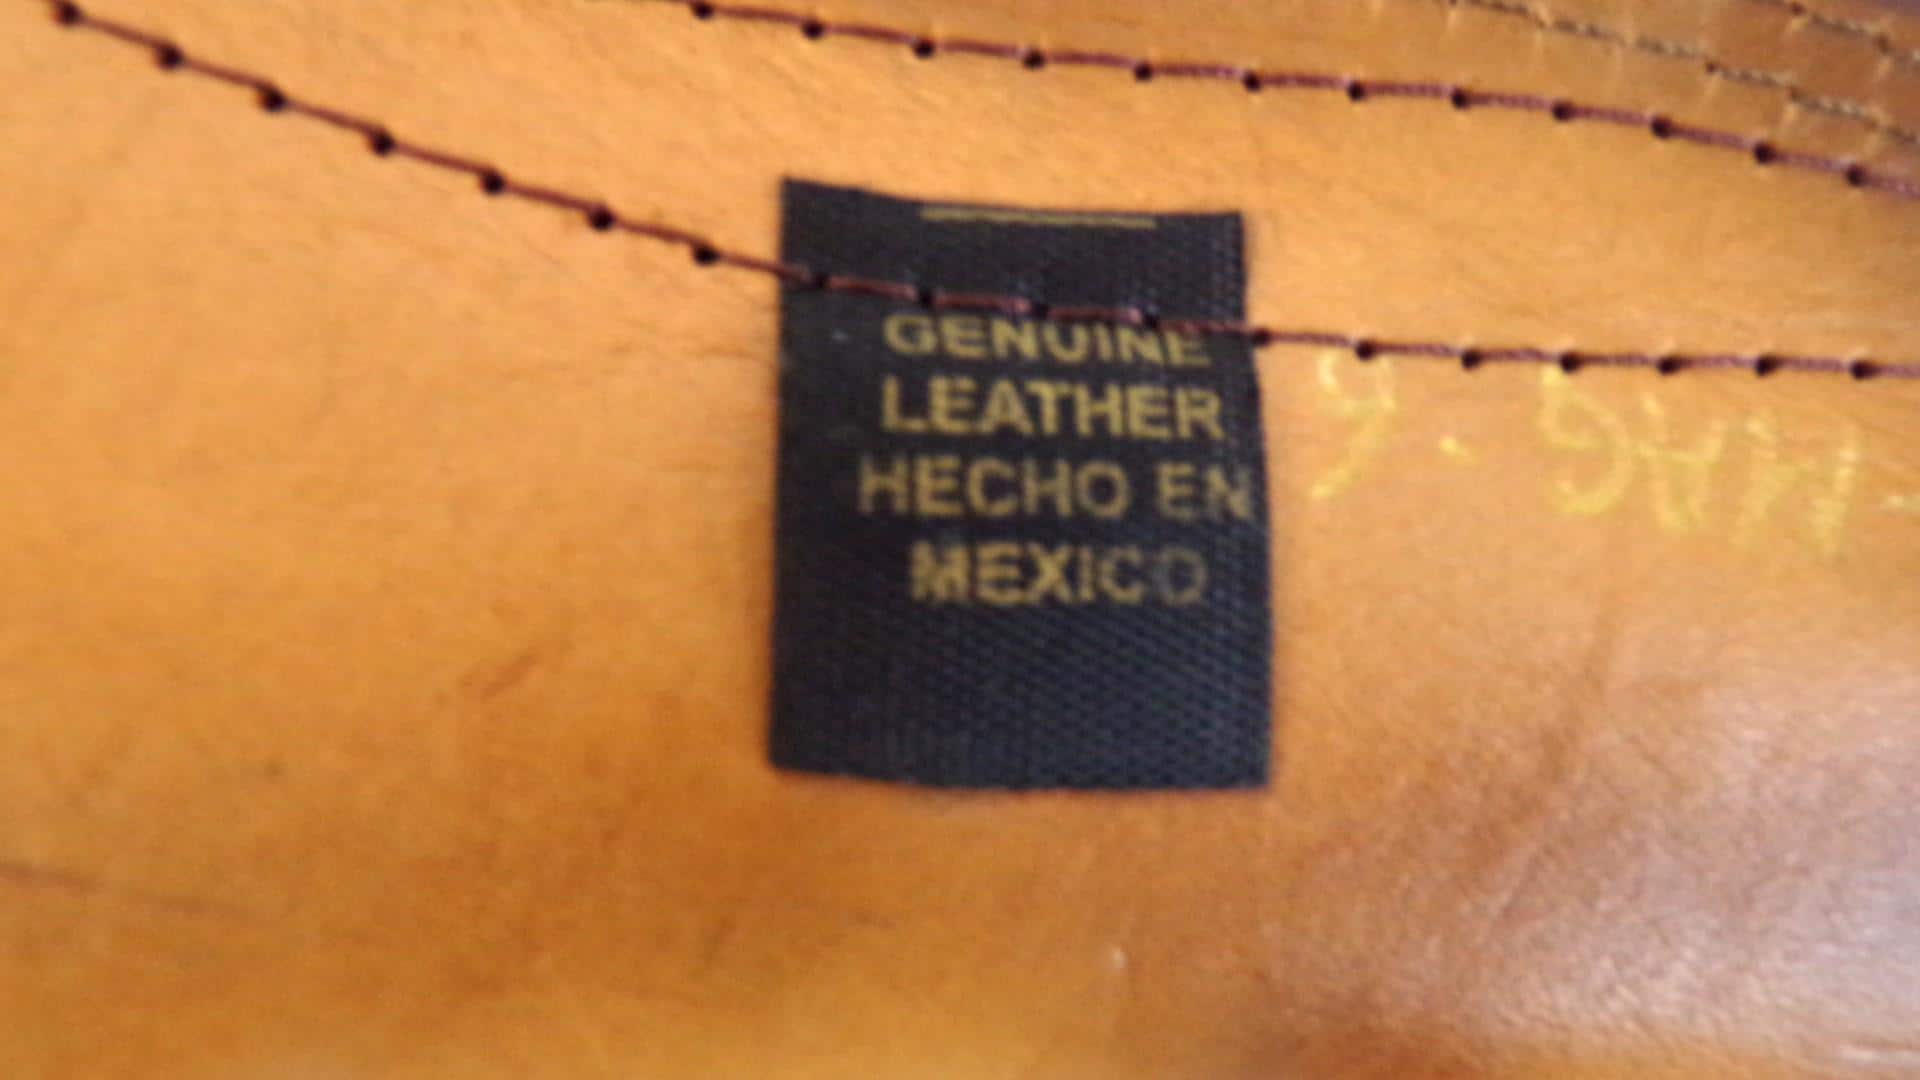 GENUINE
LEATHER
HECHO EN
MEXICO